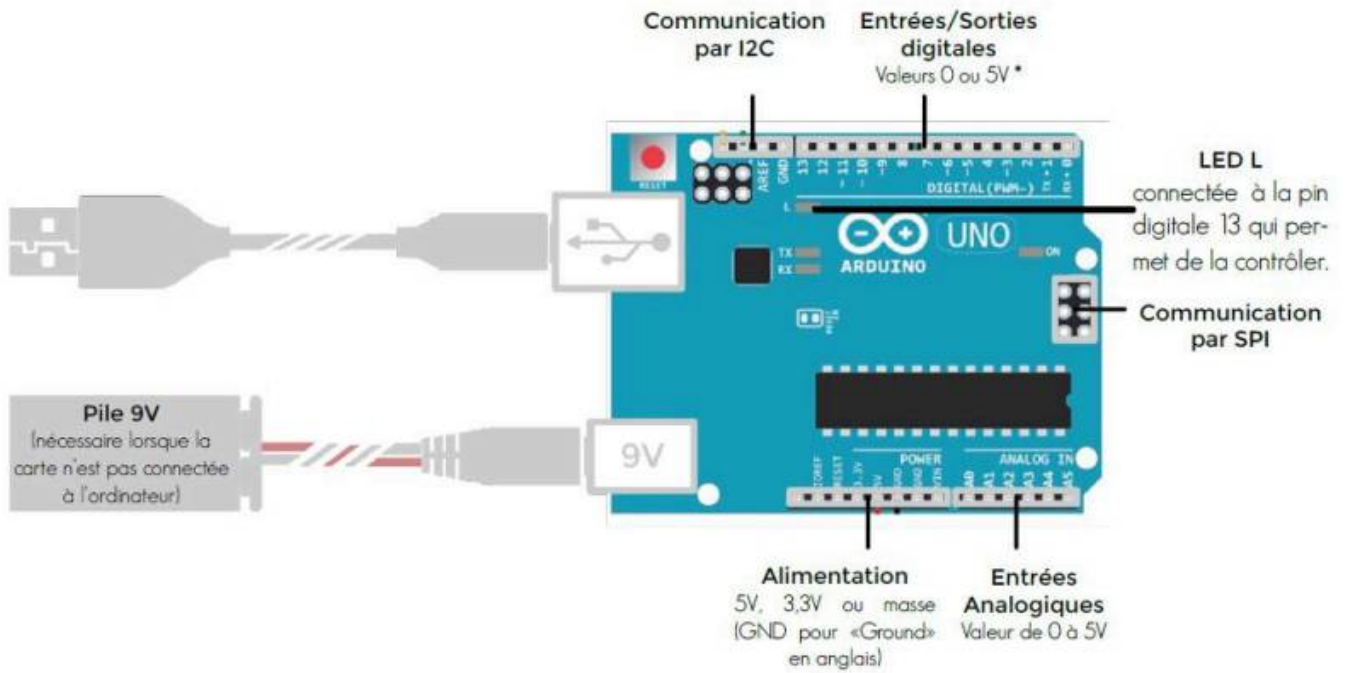 Communication
par I2C
Entrées/Sorties
digitales
Valeurs 0 ou 5V *
LED L
connectée à la pin
digitale 13 qui per-
met de la contrôler.
Communication
par SPI
RESET
AREF
GND
13
12
~11
~10
~9
8
7
~6
~5
4
~3
2
TX→1
RX←0
DIGITAL(PWM~)
L
TX
RX
UNO
ARDUINO
ON
Pile 9V
(nécessaire lorsque la
carte n'est pas connectée
à l'ordinateur)
9V
POWER
ANALOG IN
IOREF
RESET
3.3V
5V
GND
GND
VIN
A0
A1
A2
A3
A4
A5
Alimentation
5V, 3,3V ou masse
(GND pour «Ground»
en anglais)
Entrées
Analogiques
Valeur de 0 à 5V